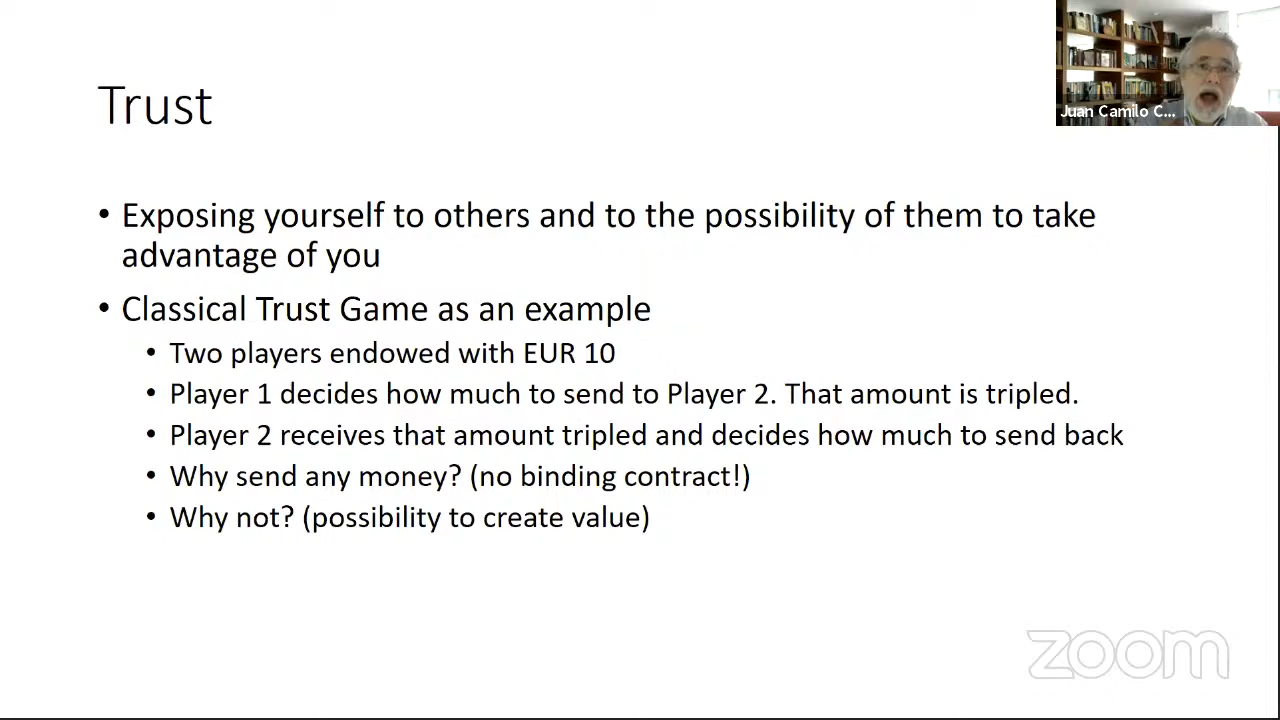 Juan Camilo C...
Trust
• Exposing yourself to others and to the possibility of them to take
advantage of you
• Classical Trust Game as an example
• Two players endowed with EUR 10
• Player 1 decides how much to send to Player 2. That amount is tripled.
• Player 2 receives that amount tripled and decides how much to send back
• Why send any money? (no binding contract!)
• Why not? (possibility to create value)
zoom